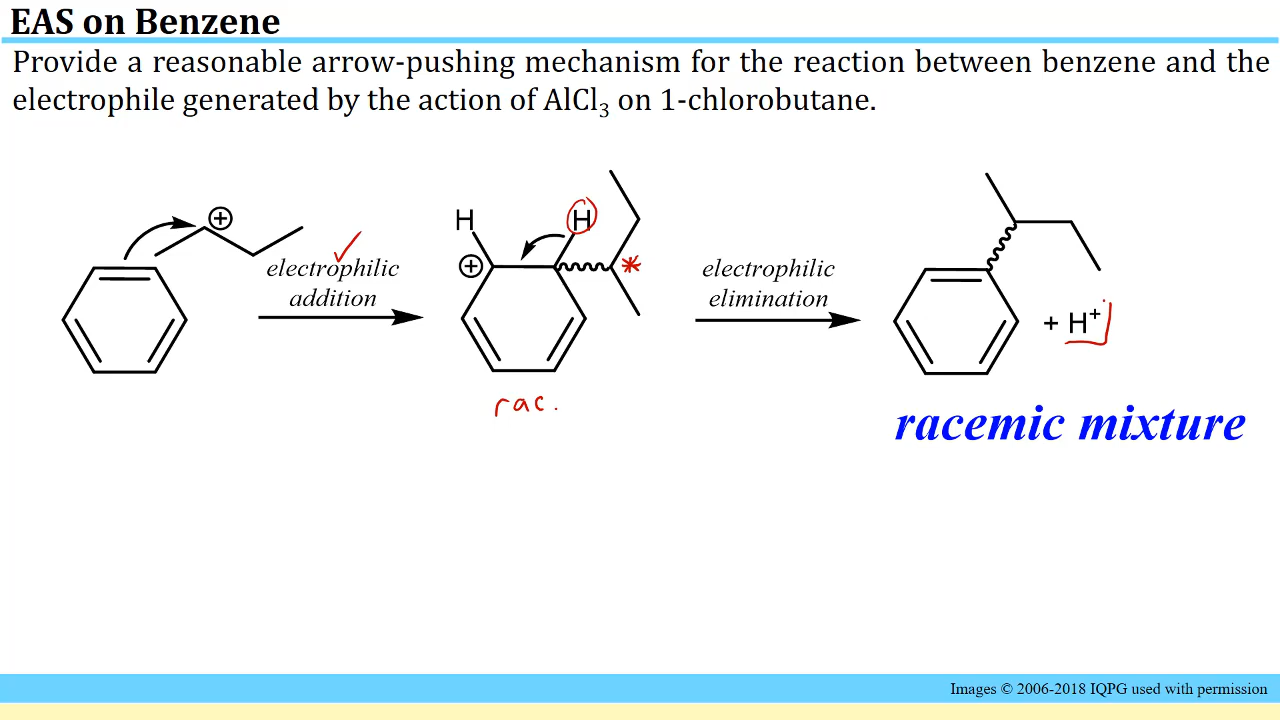 EAS on Benzene
Provide a reasonable arrow-pushing mechanism for the reaction between benzene and the
electrophile generated by the action of AlCl₃ on 1-chlorobutane.
⊕
electrophilic
addition
H
H
⊕
*
rac.
electrophilic
elimination
+ H⁺
racemic mixture
Images © 2006-2018 IQPG used with permission